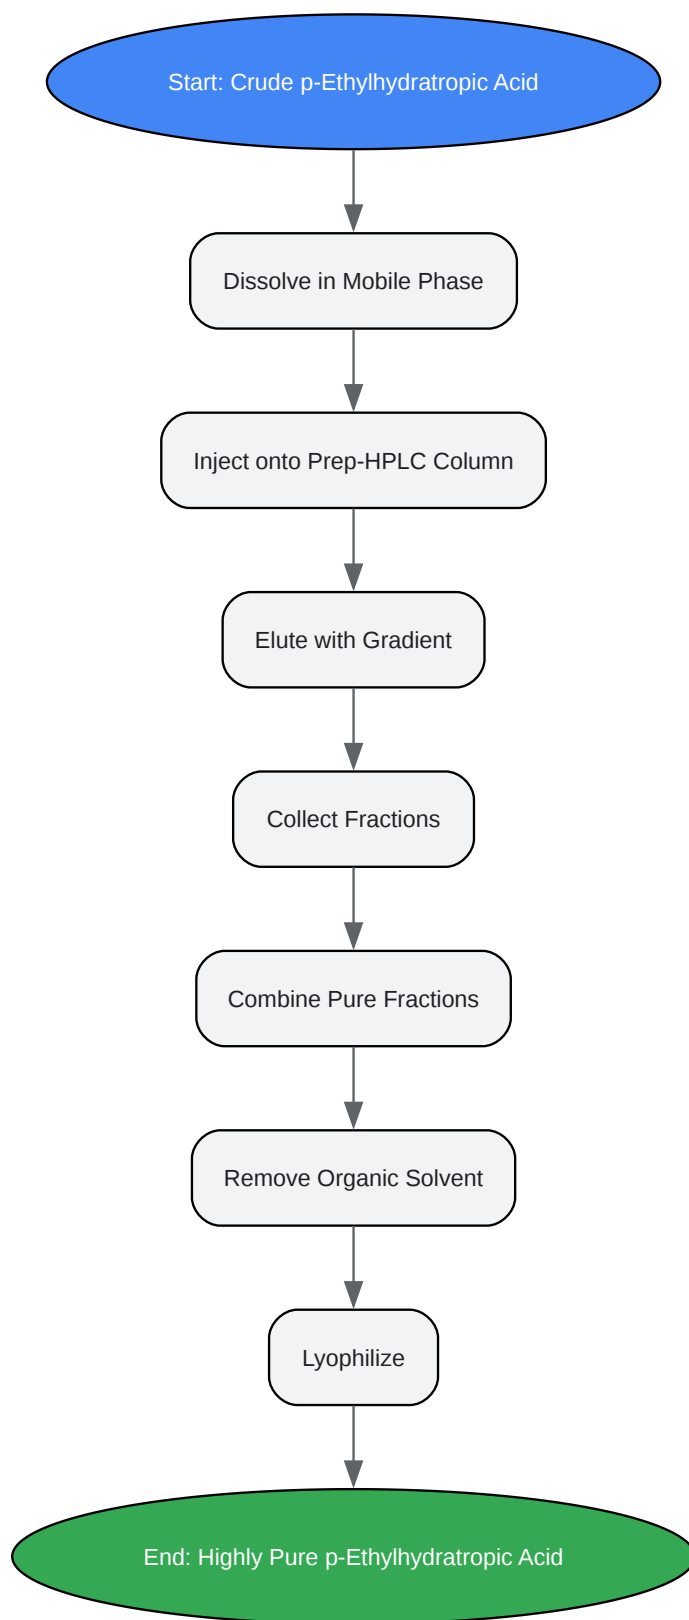 Start: Crude p-Ethylhydratropic Acid
Dissolve in Mobile Phase
Inject onto Prep-HPLC Column
Elute with Gradient
Collect Fractions
Combine Pure Fractions
Remove Organic Solvent
Lyophilize
End: Highly Pure p-Ethylhydratropic Acid